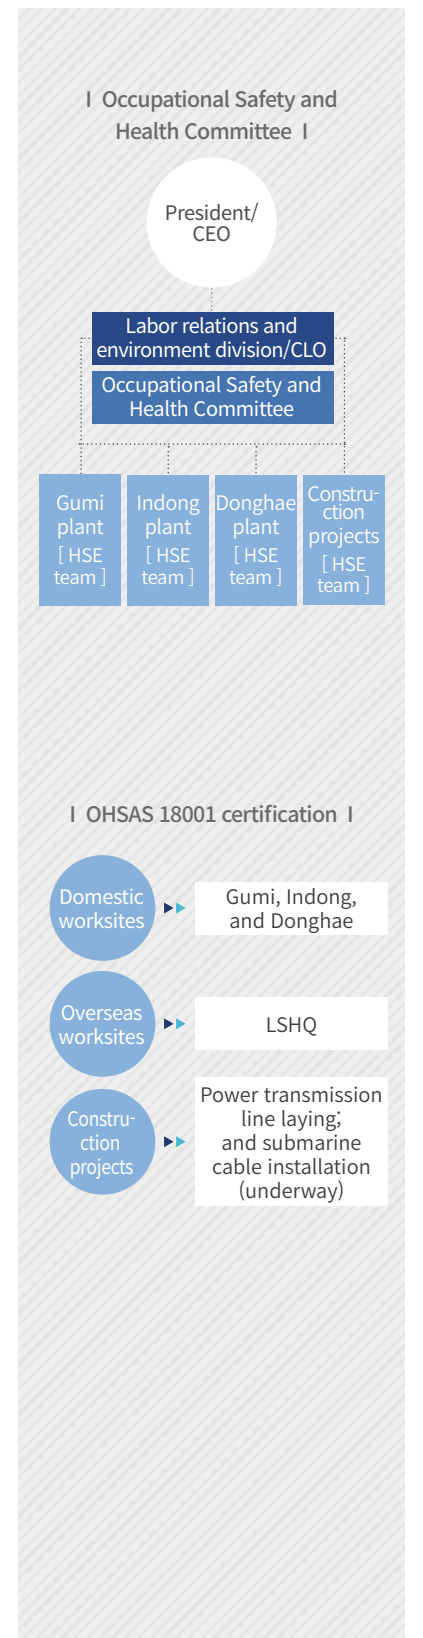 I Occupational Safety and
Health Committee I
President/
CEO
Labor relations and
environment division/CLO
Occupational Safety and
Health Committee
Gumi
plant
[ HSE
team ]
Indong
plant
[ HSE
team ]
Donghae
plant
[ HSE
team ]
Constru-
ction
projects
[ HSE
team ]
I OHSAS 18001 certification I
Domestic
worksites
Gumi, Indong,
and Donghae
Overseas
worksites
LSHQ
Constru-
ction
projects
Power transmission
line laying;
and submarine
cable installation
(underway)